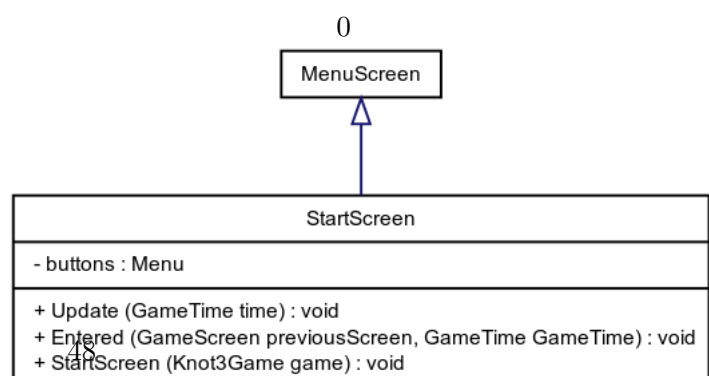 0
MenuScreen
StartScreen
- buttons : Menu
+ Update (GameTime time) : void
+ Entered (GameScreen previousScreen, GameTime GameTime) : void
48
+ StartScreen (Knot3Game game) : void